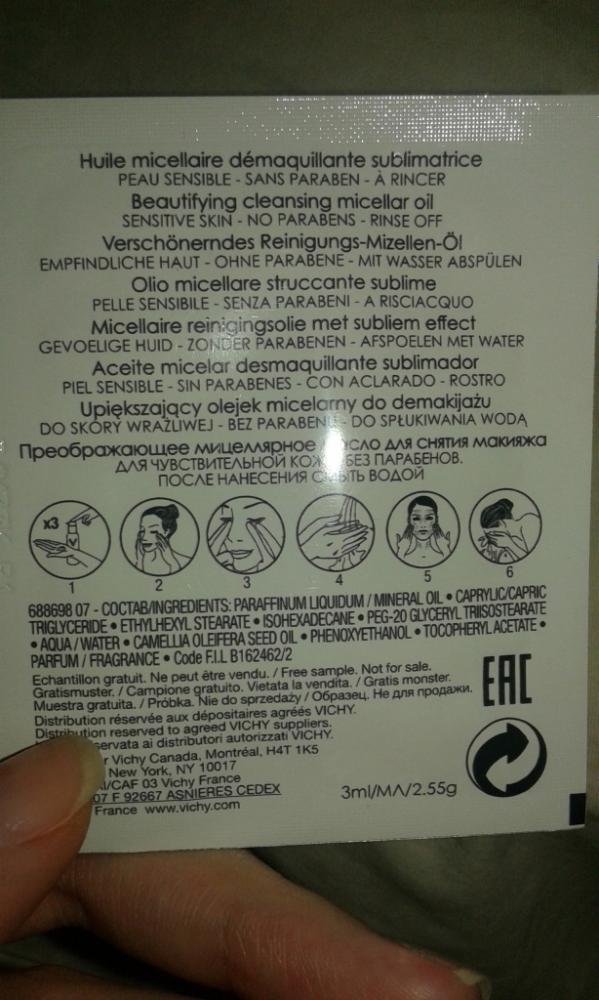 Huile micellaire démaquillante sublimatrice
PEAU SENSIBLE - SANS PARABEN - À RINCER
Beautifying cleansing micellar oil
SENSITIVE SKIN - NO PARABENS - RINSE OFF
Verschönerndes Reinigungs-Mizellen-Öl
EMPFINDLICHE HAUT - OHNE PARABENE - MIT WASSER ABSPÜLEN
Olio micellare struccante sublime
PELLE SENSIBILE - SENZA PARABENI - A RISCIACQUO
Micellaire reinigingsolie met subliem effect
GEVOELIGE HUID - ZONDER PARABENEN - AFSPOELEN MET WATER
Aceite micelar desmaquillante sublimador
PIEL SENSIBLE - SIN PARABENES - CON ACLARADO - ROSTRO
Upiększający olejek micelarny do demakijażu
DO SKÓRY WRAŻLIWEJ - BEZ PARABENU - DO SPŁUKIWANIA WODĄ
Преображающее мицеллярное для снятия макияжа
ДЛЯ ЧУВСТВИТЕЛЬНОЙ БЕЗ ПАРАБЕНОВ.
ПОСЛЕ НАНЕСЕНИЯ ВОДОЙ
x3
1 2 3 4 5 6
688698 07 - СОСТАВ/INGREDIENTS: PARAFFINUM LIQUIDUM / MINERAL OIL • CAPRYLIC/CAPRIC
TRIGLYCERIDE • ETHYLHEXYL STEARATE • ISOHEXADECANE • PEG-20 GLYCERYL TRIISOSTEARATE
• AQUA / WATER • CAMELLIA OLEIFERA SEED OIL • PHENOXYETHANOL • TOCOPHERYL ACETATE •
PARFUM / FRAGRANCE • Code F.I.L B162462/2
Echantillon gratuit. Ne peut être vendu. / Free sample. Not for sale.
Gratismuster. / Campione gratuito. Vietata la vendita. / Gratis monster.
Muestra gratuita. / Próbka. Nie do sprzedaży / Образец. Не для продажи.
EAC
Distribution réservée aux dépositaires agréés VICHY.
Distribution reserved to agreed VICHY suppliers.
ai distributori autorizzati VICHY.
Vichy Canada, Montréal, H4T 1K5
New York, NY 10017
/CAF 03 Vichy France
07 F 92667 ASNIERES CEDEX
France www.vichy.com
3ml/МЛ/2.55g